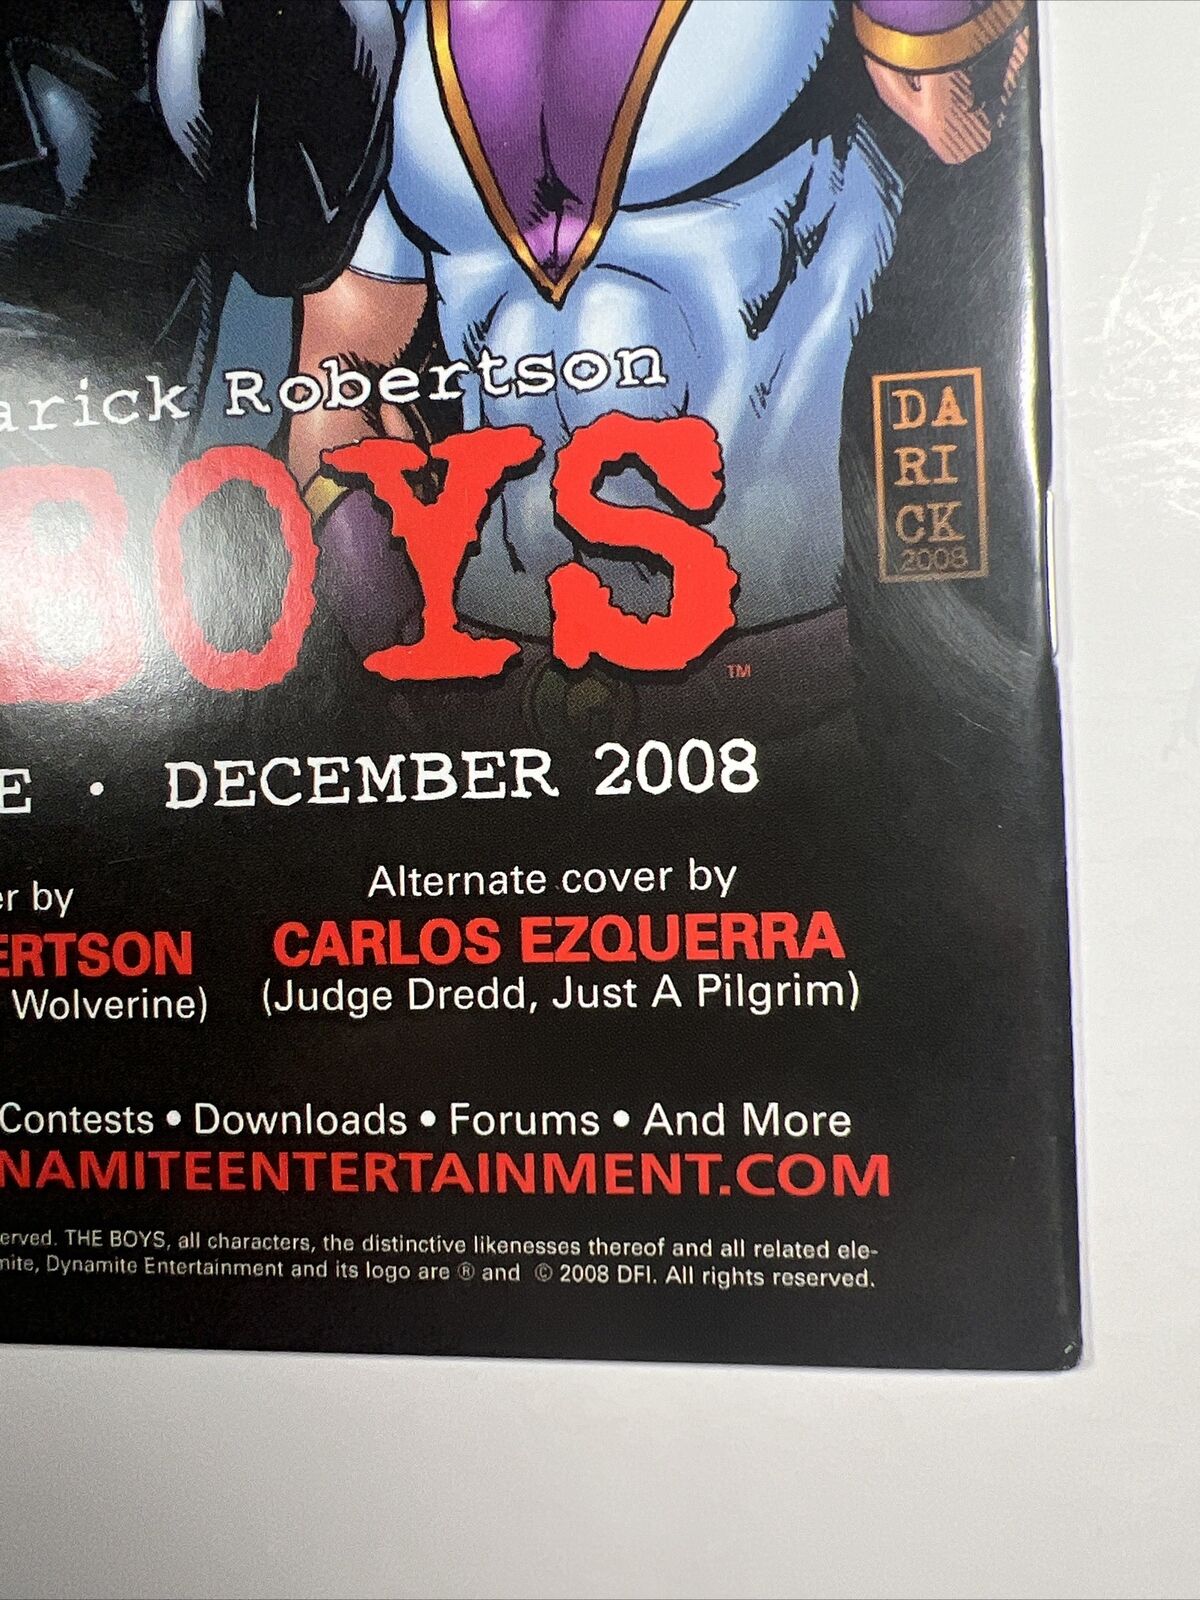 arick Robertson
DA
RI
CK
2008
BOYS
TM
E • DECEMBER 2008
er by
Alternate cover by
ERTSON
CARLOS EZQUERRA
Wolverine)
(Judge Dredd, Just A Pilgrim)
Contests • Downloads • Forums • And More
NAMITEENTERTAINMENT.COM
erved. THE BOYS, all characters, the distinctive likenesses thereof and all related ele-
mite, Dynamite Entertainment and its logo are ® and © 2008 DFI. All rights reserved.